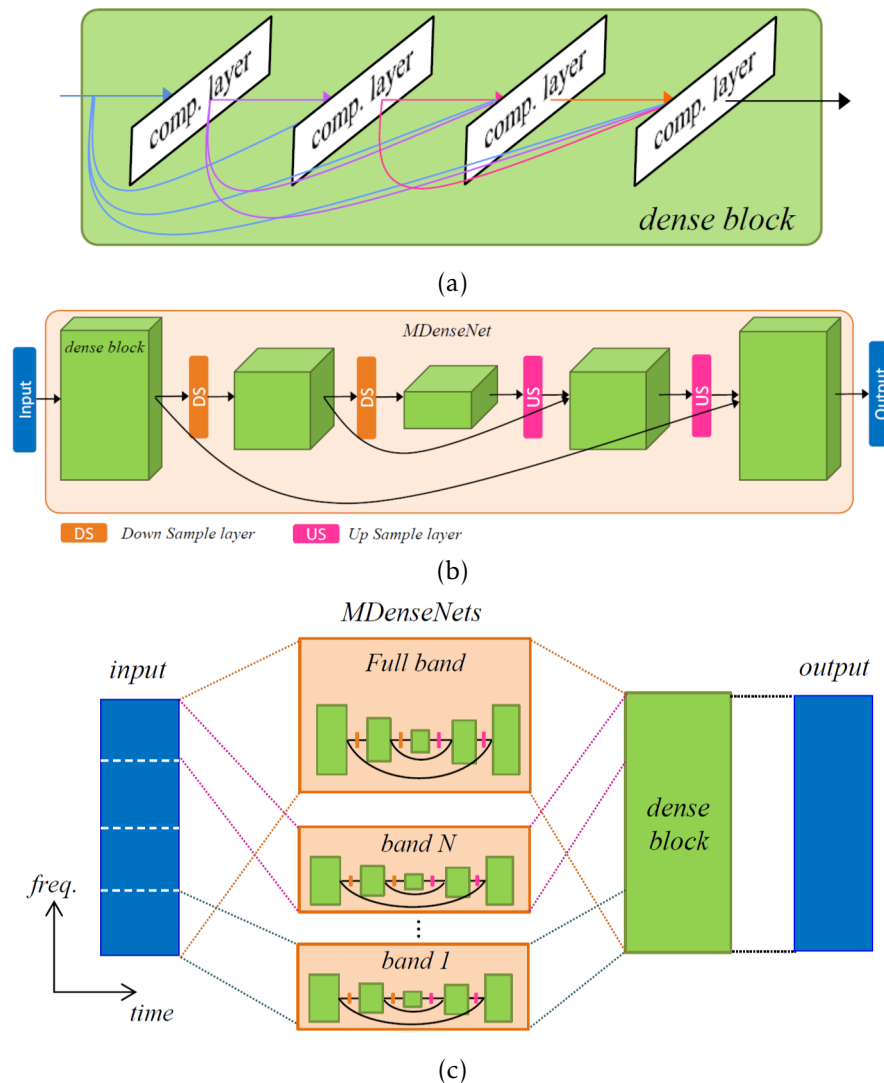 comp. layer
comp. layer
comp. layer
comp. layer
dense block
(a)
MDenseNet
Input
dense block
DS
DS
US
US
Output
DS Down Sample layer US Up Sample layer
(b)
MDenseNets
input
Full band
output
band N
dense
block
freq.
⋮
band 1
time
(c)